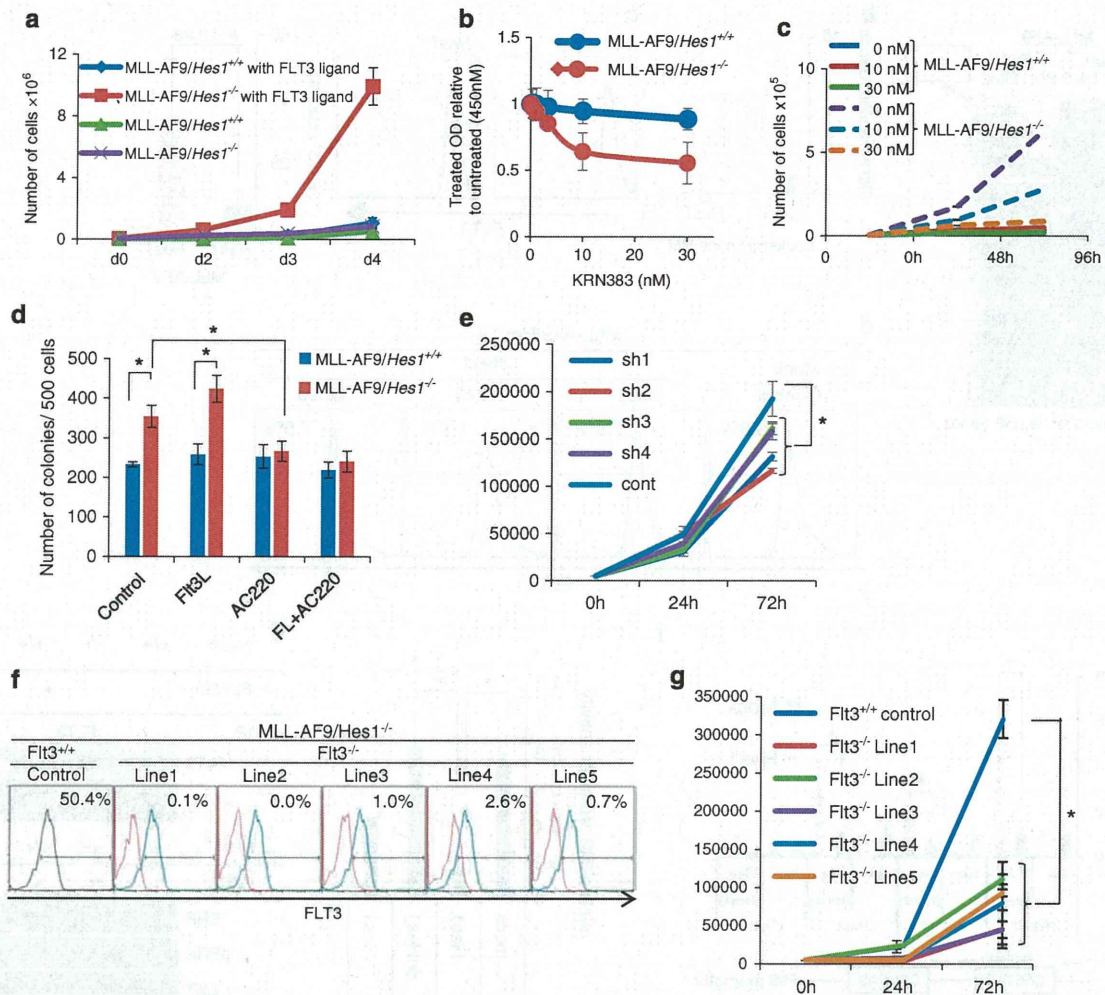 a
Number of cells ×10⁶
12
9
6
3
0
d0
d2
d3
d4
MLL-AF9/Hes1⁺/⁺ with FLT3 ligand
MLL-AF9/Hes1⁻/⁻ with FLT3 ligand
MLL-AF9/Hes1⁺/⁺
MLL-AF9/Hes1⁻/⁻
b
Treated OD relative
to untreated (450nM)
1.5
1
0.5
0
0
10
20
30
KRN383 (nM)
MLL-AF9/Hes1⁺/⁺
MLL-AF9/Hes1⁻/⁻
c
Number of cells ×10⁵
10
5
0
0h
48h
96h
0 nM
10 nM
30 nM
MLL-AF9/Hes1⁺/⁺
0 nM
10 nM
30 nM
MLL-AF9/Hes1⁻/⁻
d
Number of colonies/ 500 cells
500
400
300
200
100
0
*
*
*
MLL-AF9/Hes1⁺/⁺
MLL-AF9/Hes1⁻/⁻
Control
Flt3L
AC220
FL+AC220
e
250000
200000
150000
100000
50000
0
0h
24h
72h
sh1
sh2
sh3
sh4
cont
*
f
MLL-AF9/Hes1⁻/⁻
Flt3⁺/⁺
Flt3⁻/⁻
Control
Line1
Line2
Line3
Line4
Line5
50.4%
0.1%
0.0%
1.0%
2.6%
0.7%
FLT3
g
350000
300000
250000
200000
150000
100000
50000
0
0h
24h
72h
Flt3⁺/⁺ control
Flt3⁻/⁻ Line1
Flt3⁻/⁻ Line2
Flt3⁻/⁻ Line3
Flt3⁻/⁻ Line4
Flt3⁻/⁻ Line5
*